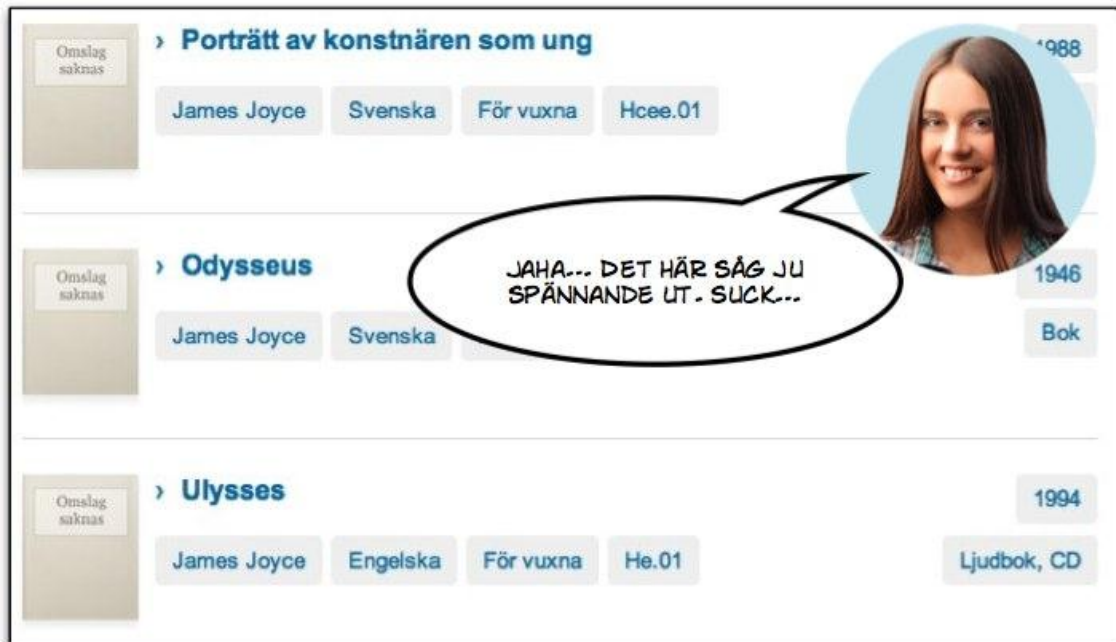 Omslag
saknas
› Porträtt av konstnären som ung
1988
James Joyce Svenska För vuxna Hcee.01
JAHA... DET HÄR SÅG JU
SPÄNNANDE UT. SUCK...
Omslag
saknas
› Odysseus
1946
James Joyce Svenska
Bok
Omslag
saknas
› Ulysses
1994
James Joyce Engelska För vuxna He.01
Ljudbok, CD